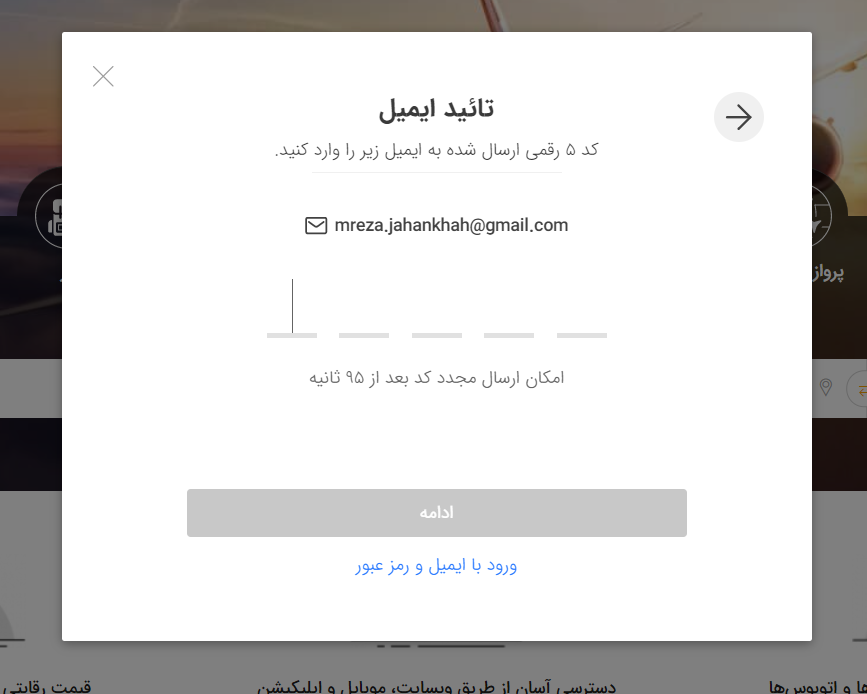 تائید ایمیل
کد ۵ رقمی ارسال شده به ایمیل زیر را وارد کنید.
mreza.jahankhah@gmail.com
پرواز
امکان ارسال مجدد کد بعد از ۹۵ ثانیه
ادامه
ورود با ایمیل و رمز عبور
ها و اتوبوس‌ها
دسترسی آسان از طریق وبسایت، موبایل و اپلیکیشن
قیمت رقابتی